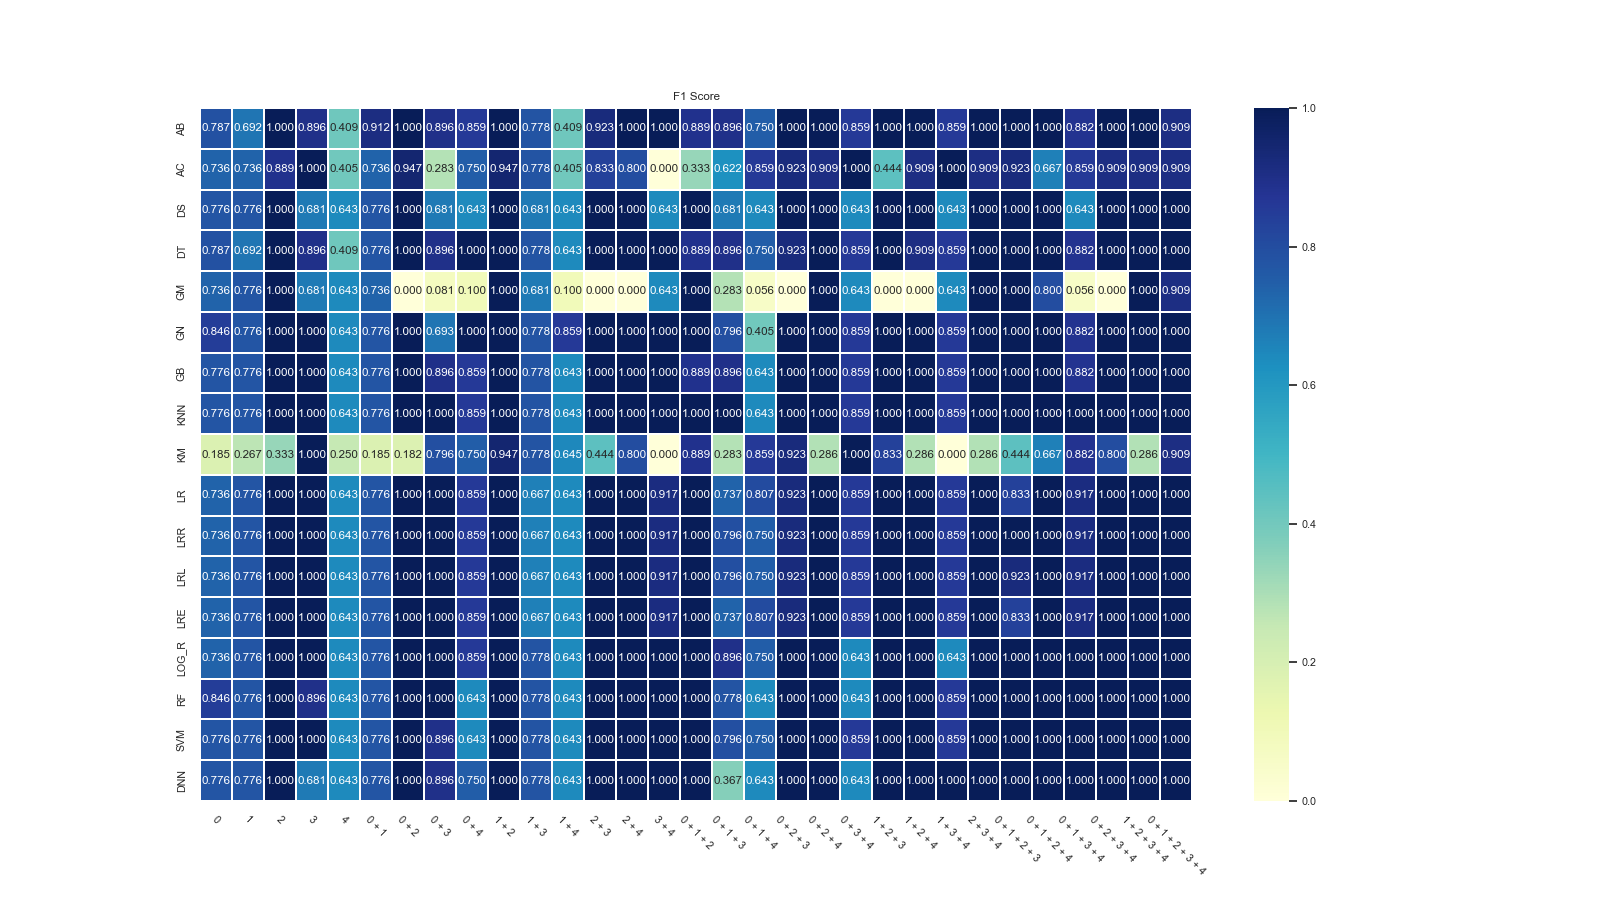 F1 Score
AB 0.787 0.692 1.000 0.896 0.409 0.912 1.000 0.896 0.859 1.000 0.778 0.409 0.923 1.000 1.000 0.889 0.896 0.750 1.000 1.000 0.859 1.000 1.000 0.859 1.000 1.000 1.000 0.882 1.000 1.000 0.909
AC 0.736 0.736 0.889 1.000 0.405 0.736 0.947 0.283 0.750 0.947 0.778 0.405 0.833 0.800 0.000 0.333 0.622 0.859 0.923 0.909 1.000 0.444 0.909 1.000 0.909 0.923 0.667 0.859 0.909 0.909 0.909
DS 0.776 0.776 1.000 0.681 0.643 0.776 1.000 0.681 0.643 1.000 0.681 0.643 1.000 1.000 0.643 1.000 0.681 0.643 1.000 1.000 0.643 1.000 1.000 0.643 1.000 1.000 1.000 0.643 1.000 1.000 1.000
DT 0.787 0.692 1.000 0.896 0.409 0.776 1.000 0.896 1.000 1.000 0.778 0.643 1.000 1.000 1.000 0.889 0.896 0.750 0.923 1.000 0.859 1.000 0.909 0.859 1.000 1.000 1.000 0.882 1.000 1.000 1.000
GM 0.736 0.776 1.000 0.681 0.643 0.736 0.000 0.081 0.100 1.000 0.681 0.100 0.000 0.000 0.643 1.000 0.283 0.056 0.000 1.000 0.643 0.000 0.000 0.643 1.000 1.000 0.800 0.056 0.000 1.000 0.909
GN 0.846 0.776 1.000 1.000 0.643 0.776 1.000 0.693 1.000 1.000 0.778 0.859 1.000 1.000 1.000 1.000 0.796 0.405 1.000 1.000 0.859 1.000 1.000 0.859 1.000 1.000 1.000 0.882 1.000 1.000 1.000
GB 0.776 0.776 1.000 1.000 0.643 0.776 1.000 0.896 0.859 1.000 0.778 0.643 1.000 1.000 1.000 0.889 0.896 0.643 1.000 1.000 0.859 1.000 1.000 0.859 1.000 1.000 1.000 0.882 1.000 1.000 1.000
KNN 0.776 0.776 1.000 1.000 0.643 0.776 1.000 1.000 0.859 1.000 0.778 0.643 1.000 1.000 1.000 1.000 1.000 0.643 1.000 1.000 0.859 1.000 1.000 0.859 1.000 1.000 1.000 1.000 1.000 1.000 1.000
KM 0.185 0.267 0.333 1.000 0.250 0.185 0.182 0.796 0.750 0.947 0.778 0.645 0.444 0.800 0.000 0.889 0.283 0.859 0.923 0.286 1.000 0.833 0.286 0.000 0.286 0.444 0.667 0.882 0.800 0.286 0.909
LR 0.736 0.776 1.000 1.000 0.643 0.776 1.000 1.000 0.859 1.000 0.667 0.643 1.000 1.000 0.917 1.000 0.737 0.807 0.923 1.000 0.859 1.000 1.000 0.859 1.000 0.833 1.000 0.917 1.000 1.000 1.000
LRR 0.736 0.776 1.000 1.000 0.643 0.776 1.000 1.000 0.859 1.000 0.667 0.643 1.000 1.000 0.917 1.000 0.796 0.750 0.923 1.000 0.859 1.000 1.000 0.859 1.000 1.000 1.000 0.917 1.000 1.000 1.000
LRL 0.736 0.776 1.000 1.000 0.643 0.776 1.000 1.000 0.859 1.000 0.667 0.643 1.000 1.000 0.917 1.000 0.796 0.750 0.923 1.000 0.859 1.000 1.000 0.859 1.000 0.923 1.000 0.917 1.000 1.000 1.000
LRE 0.736 0.776 1.000 1.000 0.643 0.776 1.000 1.000 0.859 1.000 0.667 0.643 1.000 1.000 0.917 1.000 0.737 0.807 0.923 1.000 0.859 1.000 1.000 0.859 1.000 0.833 1.000 0.917 1.000 1.000 1.000
LOG_R 0.736 0.776 1.000 1.000 0.643 0.776 1.000 1.000 0.859 1.000 0.778 0.643 1.000 1.000 1.000 1.000 0.896 0.750 1.000 1.000 0.643 1.000 1.000 0.643 1.000 1.000 1.000 1.000 1.000 1.000 1.000
RF 0.846 0.776 1.000 0.896 0.643 0.776 1.000 1.000 0.643 1.000 0.778 0.643 1.000 1.000 1.000 1.000 0.778 0.643 1.000 1.000 0.643 1.000 1.000 0.859 1.000 1.000 1.000 1.000 1.000 1.000 1.000
SVM 0.776 0.776 1.000 1.000 0.643 0.776 1.000 0.896 0.643 1.000 0.778 0.643 1.000 1.000 1.000 1.000 0.796 0.750 1.000 1.000 0.859 1.000 1.000 0.859 1.000 1.000 1.000 1.000 1.000 1.000 1.000
DNN 0.776 0.776 1.000 0.681 0.643 0.776 1.000 0.896 0.750 1.000 0.778 0.643 1.000 1.000 1.000 1.000 0.367 0.643 1.000 1.000 0.643 1.000 1.000 1.000 1.000 1.000 1.000 1.000 1.000 1.000 1.000
0
1
2
3
4
0 + 1
0 + 2
0 + 3
0 + 4
1 + 2
1 + 3
1 + 4
2 + 3
2 + 4
3 + 4
0 + 1 + 2
0 + 1 + 3
0 + 1 + 4
0 + 2 + 3
0 + 2 + 4
0 + 3 + 4
1 + 2 + 3
1 + 2 + 4
1 + 3 + 4
2 + 3 + 4
0 + 1 + 2 + 3
0 + 1 + 2 + 4
0 + 1 + 3 + 4
0 + 2 + 3 + 4
1 + 2 + 3 + 4
0 + 1 + 2 + 3 + 4
1.0
0.8
0.6
0.4
0.2
0.0